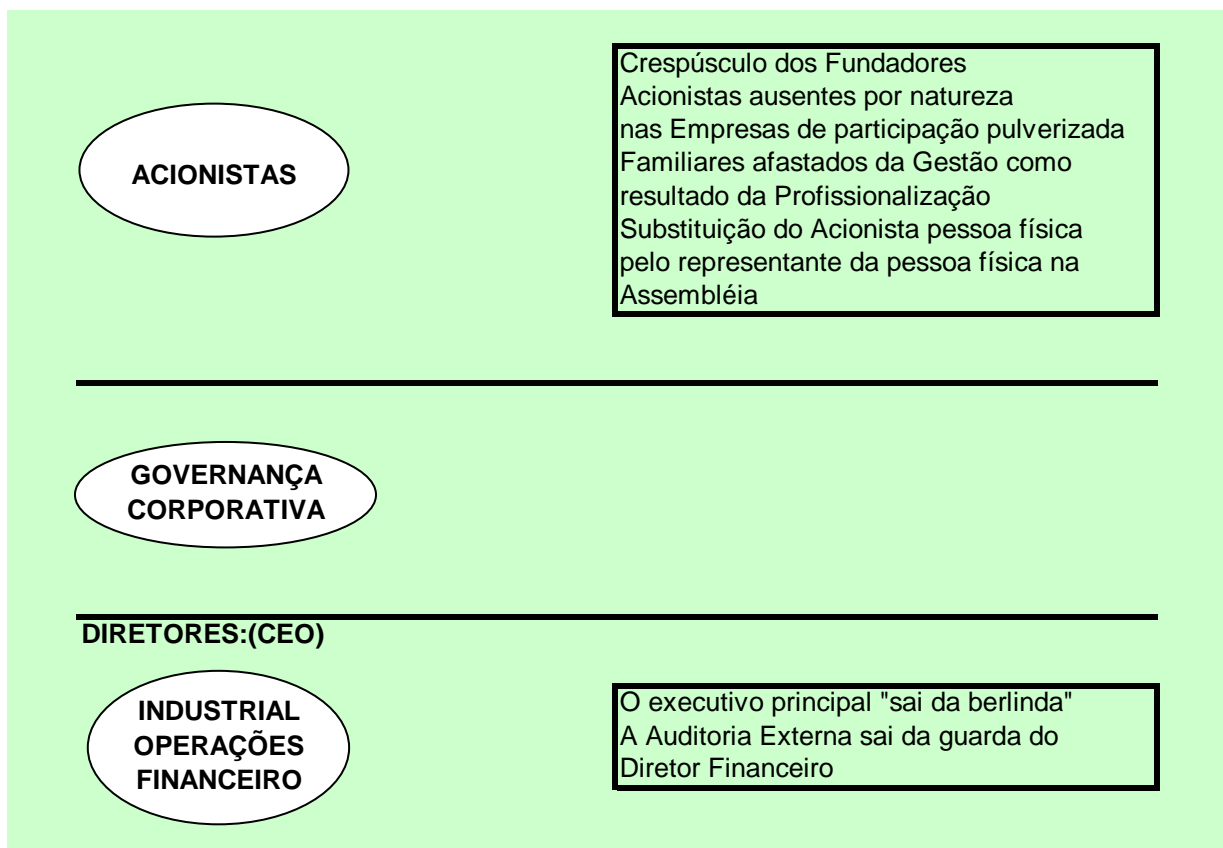 Crespúsculo dos Fundadores
Acionistas ausentes por natureza
nas Empresas de participação pulverizada
Familiares afastados da Gestão como
resultado da Profissionalização
Substituição do Acionista pessoa física
pelo representante da pessoa física na
Assembléia
ACIONISTAS
GOVERNANÇA
CORPORATIVA
DIRETORES:(CEO)
INDUSTRIAL
OPERAÇÕES
FINANCEIRO
O executivo principal "sai da berlinda"
A Auditoria Externa sai da guarda do
Diretor Financeiro